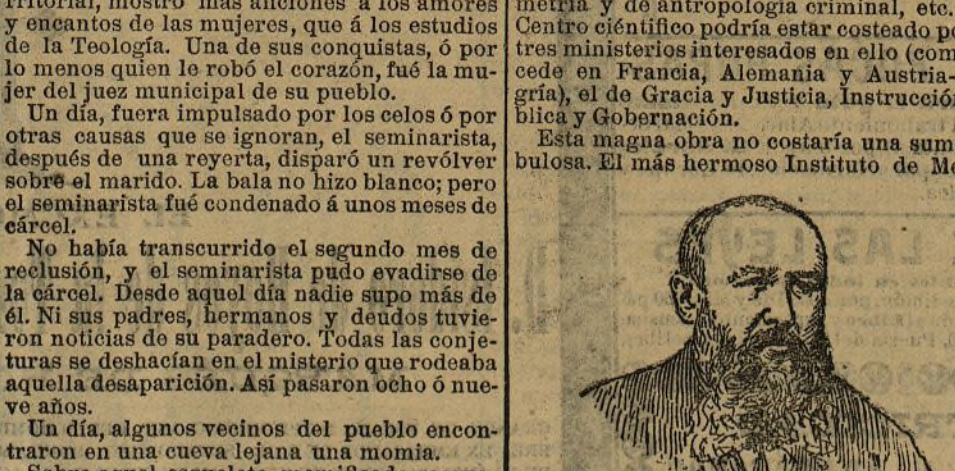 rritorial, mostró más aficiones á los amores
y encantos de las mujeres, que á los estudios
de la Teología. Una de sus conquistas, ó por
lo menos quien le robó el corazón, fué la mu-
jer del juez municipal de su pueblo.
Un día, fuera impulsado por los celos ó por
otras causas que se ignoran, el seminarista,
después de una reyerta, disparó un revólver
sobre el marido. La bala no hizo blanco; pero
el seminarista fué condenado á unos meses de
cárcel.
No había transcurrido el segundo mes de
reclusión, y el seminarista pudo evadirse de
la cárcel. Desde aquel día nadie supo más de
él. Ni sus padres, hermanos y deudos tuvie-
ron noticias de su paradero. Todas las conje-
turas se deshacían en el misterio que rodeaba
aquella desaparición. Así pasaron ocho ó nue-
ve años.
Un día, algunos vecinos del pueblo encon-
traron en una cueva lejana una momia.
metría y de antropología criminal, etc.
Centro ciéntifico podría estar costeado po
tres ministerios interesados en ello (com
cede en Francia, Alemania y Austria-
gría), el de Gracia y Justicia, Instrucción
blica y Gobernación.
Esta magna obra no costaría una sum
bulosa. El más hermoso Instituto de Me